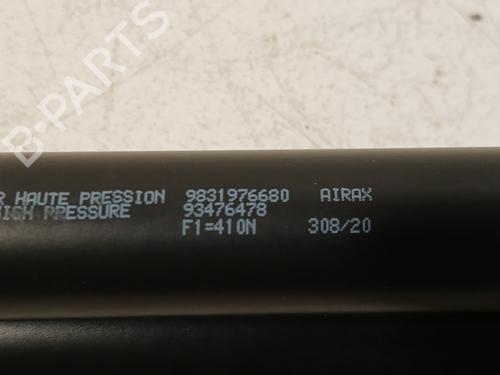 B-PARTS
R HAUTE PRESSION 9831976680 AIRAX
HIGH PRESSURE 93476478
F1=410N 308/20